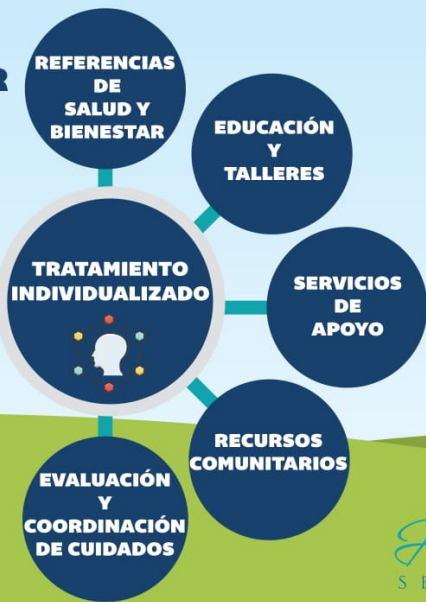 REFERENCIAS
DE
SALUD Y
BIENESTAR
EDUCACIÓN
Y
TALLERES
TRATAMIENTO
INDIVIDUALIZADO
SERVICIOS
DE
APOYO
RECURSOS
COMUNITARIOS
EVALUACIÓN
Y
COORDINACIÓN
DE CUIDADOS